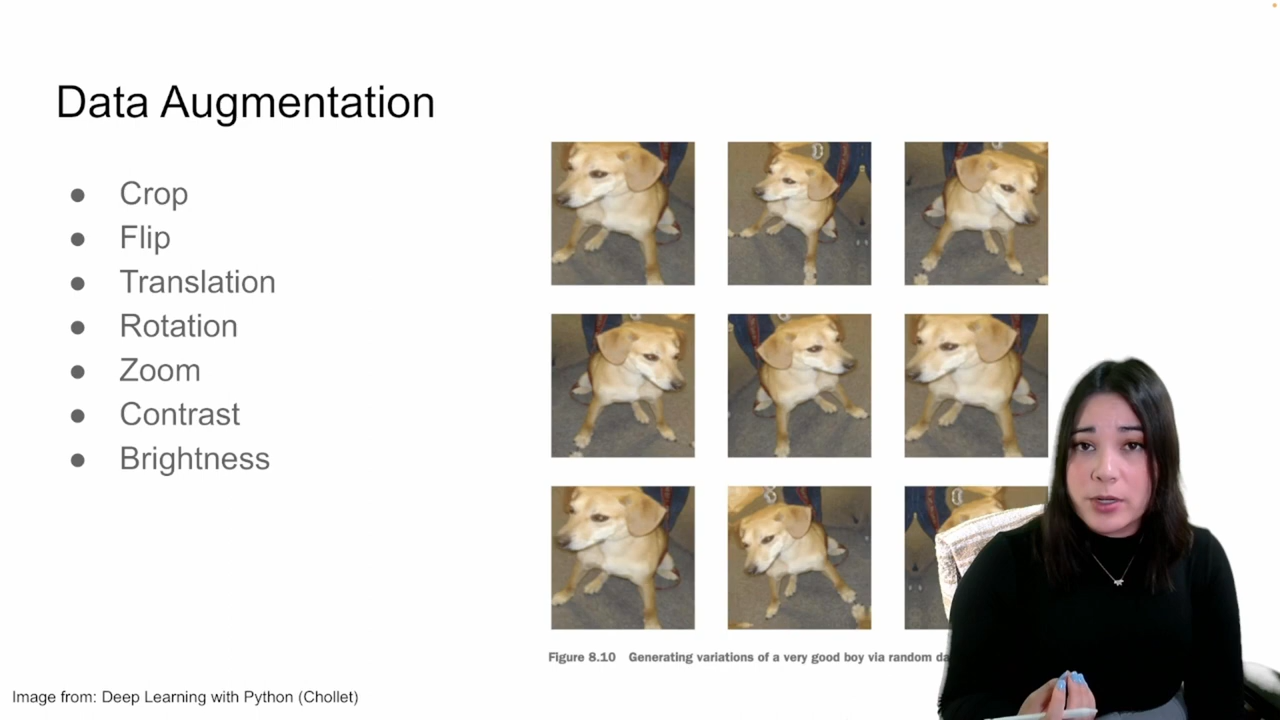 Data Augmentation
● Crop
● Flip
● Translation
● Rotation
● Zoom
● Contrast
● Brightness
Figure 8.10 Generating variations of a very good boy via random
Image from: Deep Learning with Python (Chollet)